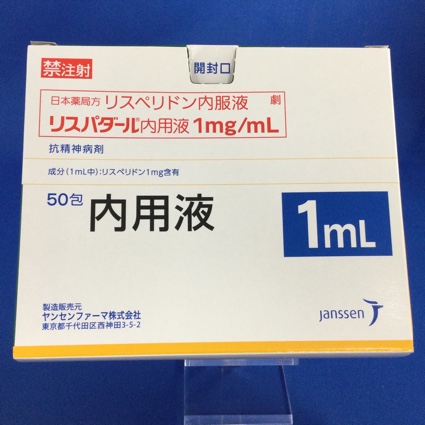 禁注射
開封口
日本薬局方 リスペリドン内服液 劇
リスパダール®内用液 1mg/mL
抗精神病剤
成分(1mL中):リスペリドン1mg含有
50包 内用液 1mL
製造販売元
ヤンセンファーマ株式会社
東京都千代田区西神田3-5-2
janssen